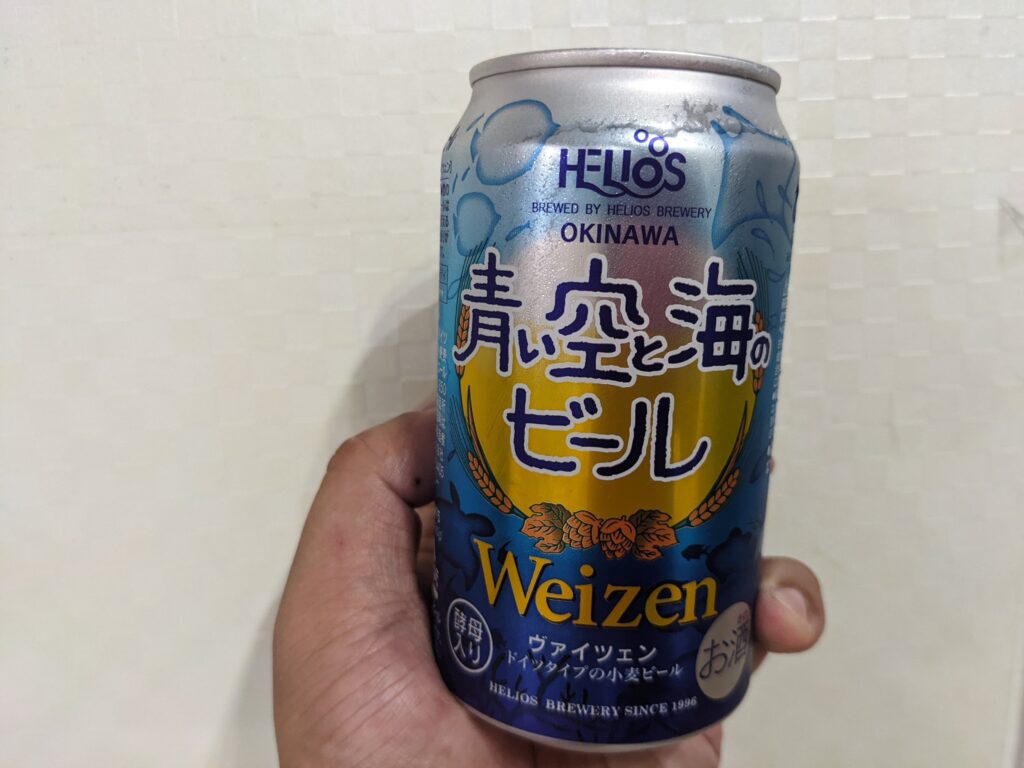 HELIOS
BREWED BY HELIOS BREWERY
OKINAWA
青い空と海の
ビール
Weizen
酵母
入り
ヴァイツェン
ドイツタイプの小麦ビール
お酒
HELIOS BREWERY SINCE 1996